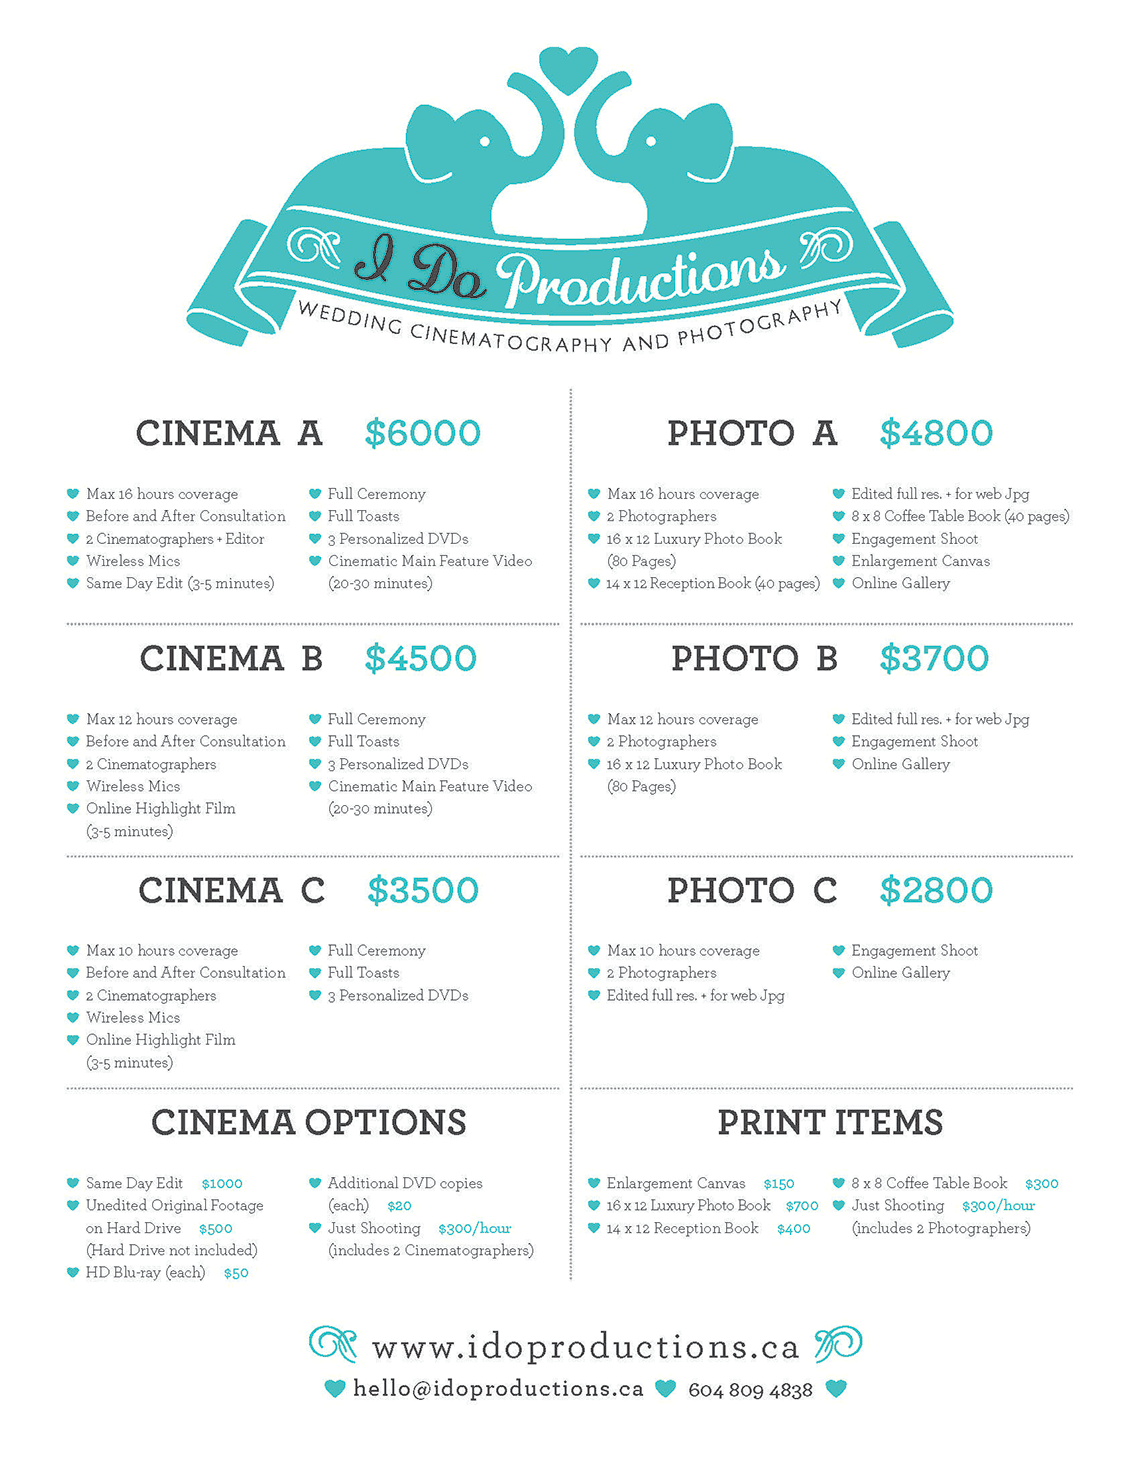 I Do Productions
WEDDING CINEMATOGRAPHY AND PHOTOGRAPHY
CINEMA A $6000
Max 16 hours coverage
Before and After Consultation
2 Cinematographers + Editor
Wireless Mics
Same Day Edit (3-5 minutes)
Full Ceremony
Full Toasts
3 Personalized DVDs
Cinematic Main Feature Video
(20-30 minutes)
CINEMA B $4500
Max 12 hours coverage
Before and After Consultation
2 Cinematographers
Wireless Mics
Online Highlight Film
(3-5 minutes)
Full Ceremony
Full Toasts
3 Personalized DVDs
Cinematic Main Feature Video
(20-30 minutes)
CINEMA C $3500
Max 10 hours coverage
Before and After Consultation
2 Cinematographers
Wireless Mics
Online Highlight Film
(3-5 minutes)
Full Ceremony
Full Toasts
3 Personalized DVDs
CINEMA OPTIONS
Same Day Edit $1000
Unedited Original Footage
on Hard Drive $500
(Hard Drive not included)
HD Blu-ray (each) $50
Additional DVD copies
(each) $20
Just Shooting $300/hour
(includes 2 Cinematographers)
PHOTO A $4800
Max 16 hours coverage
2 Photographers
16 x 12 Luxury Photo Book
(80 Pages)
14 x 12 Reception Book (40 pages)
Edited full res. + for web Jpg
8 x 8 Coffee Table Book (40 pages)
Engagement Shoot
Enlargement Canvas
Online Gallery
PHOTO B $3700
Max 12 hours coverage
2 Photographers
16 x 12 Luxury Photo Book
(80 Pages)
Edited full res. + for web Jpg
Engagement Shoot
Online Gallery
PHOTO C $2800
Max 10 hours coverage
2 Photographers
Edited full res. + for web Jpg
Engagement Shoot
Online Gallery
PRINT ITEMS
Enlargement Canvas $150
16 x 12 Luxury Photo Book $700
14 x 12 Reception Book $400
8 x 8 Coffee Table Book $300
Just Shooting $300/hour
(includes 2 Photographers)
www.idoproductions.ca
hello@idoproductions.ca 604 809 4838